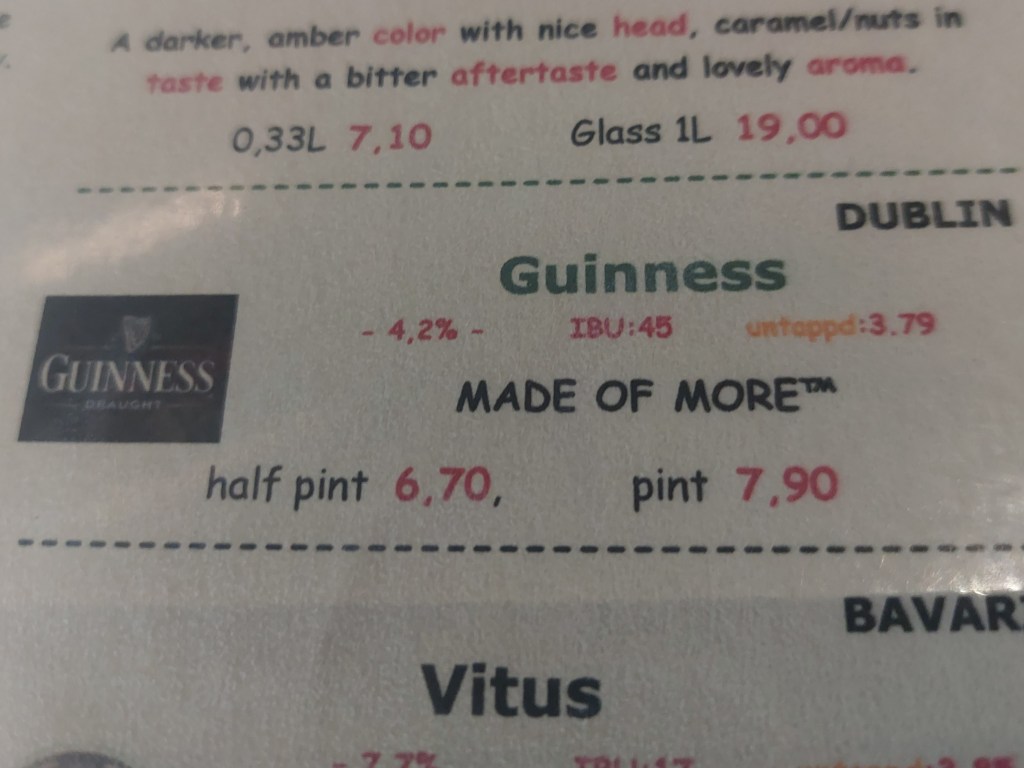 A darker, amber color with nice head, caramel/nuts in
taste with a bitter aftertaste and lovely aroma.
0,33L 7,10 Glass 1L 19,00
DUBLIN
Guinness
- 4,2% - IBU:45 untappd:3.79
GUINNESS
DRAUGHT
MADE OF MORE™
half pint 6,70, pint 7,90
BAVAR
Vitus